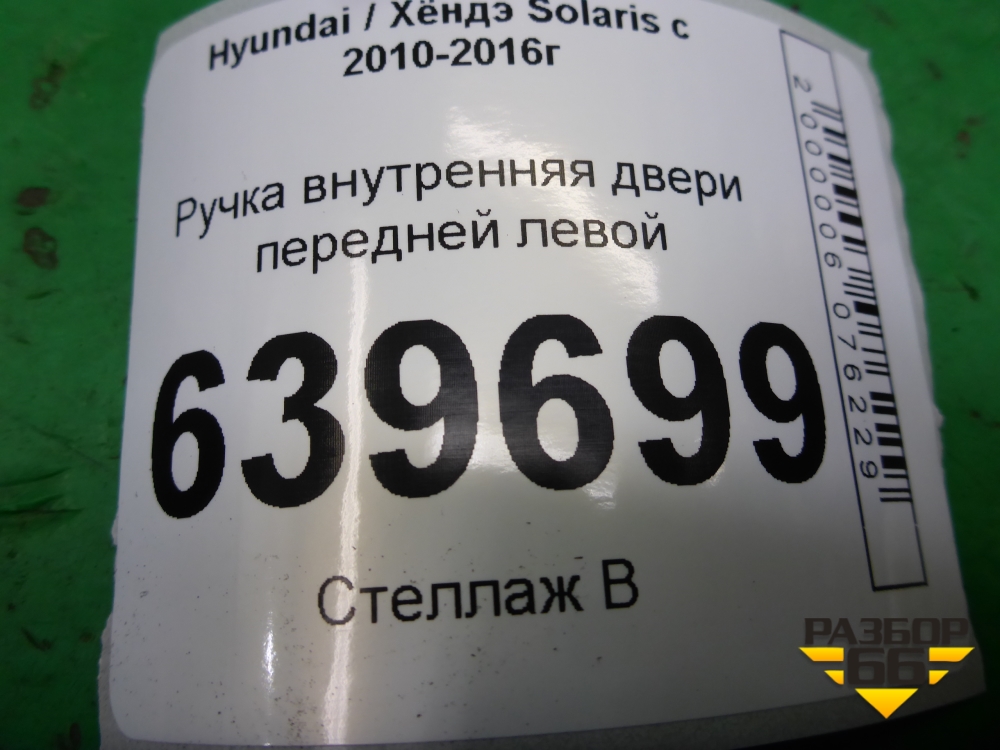 Hyundai / Хёндэ Solaris с
2010-2016г
Ручка внутренняя двери
передней левой
639699
Стеллаж В
2000006076229
РАЗБОР
66